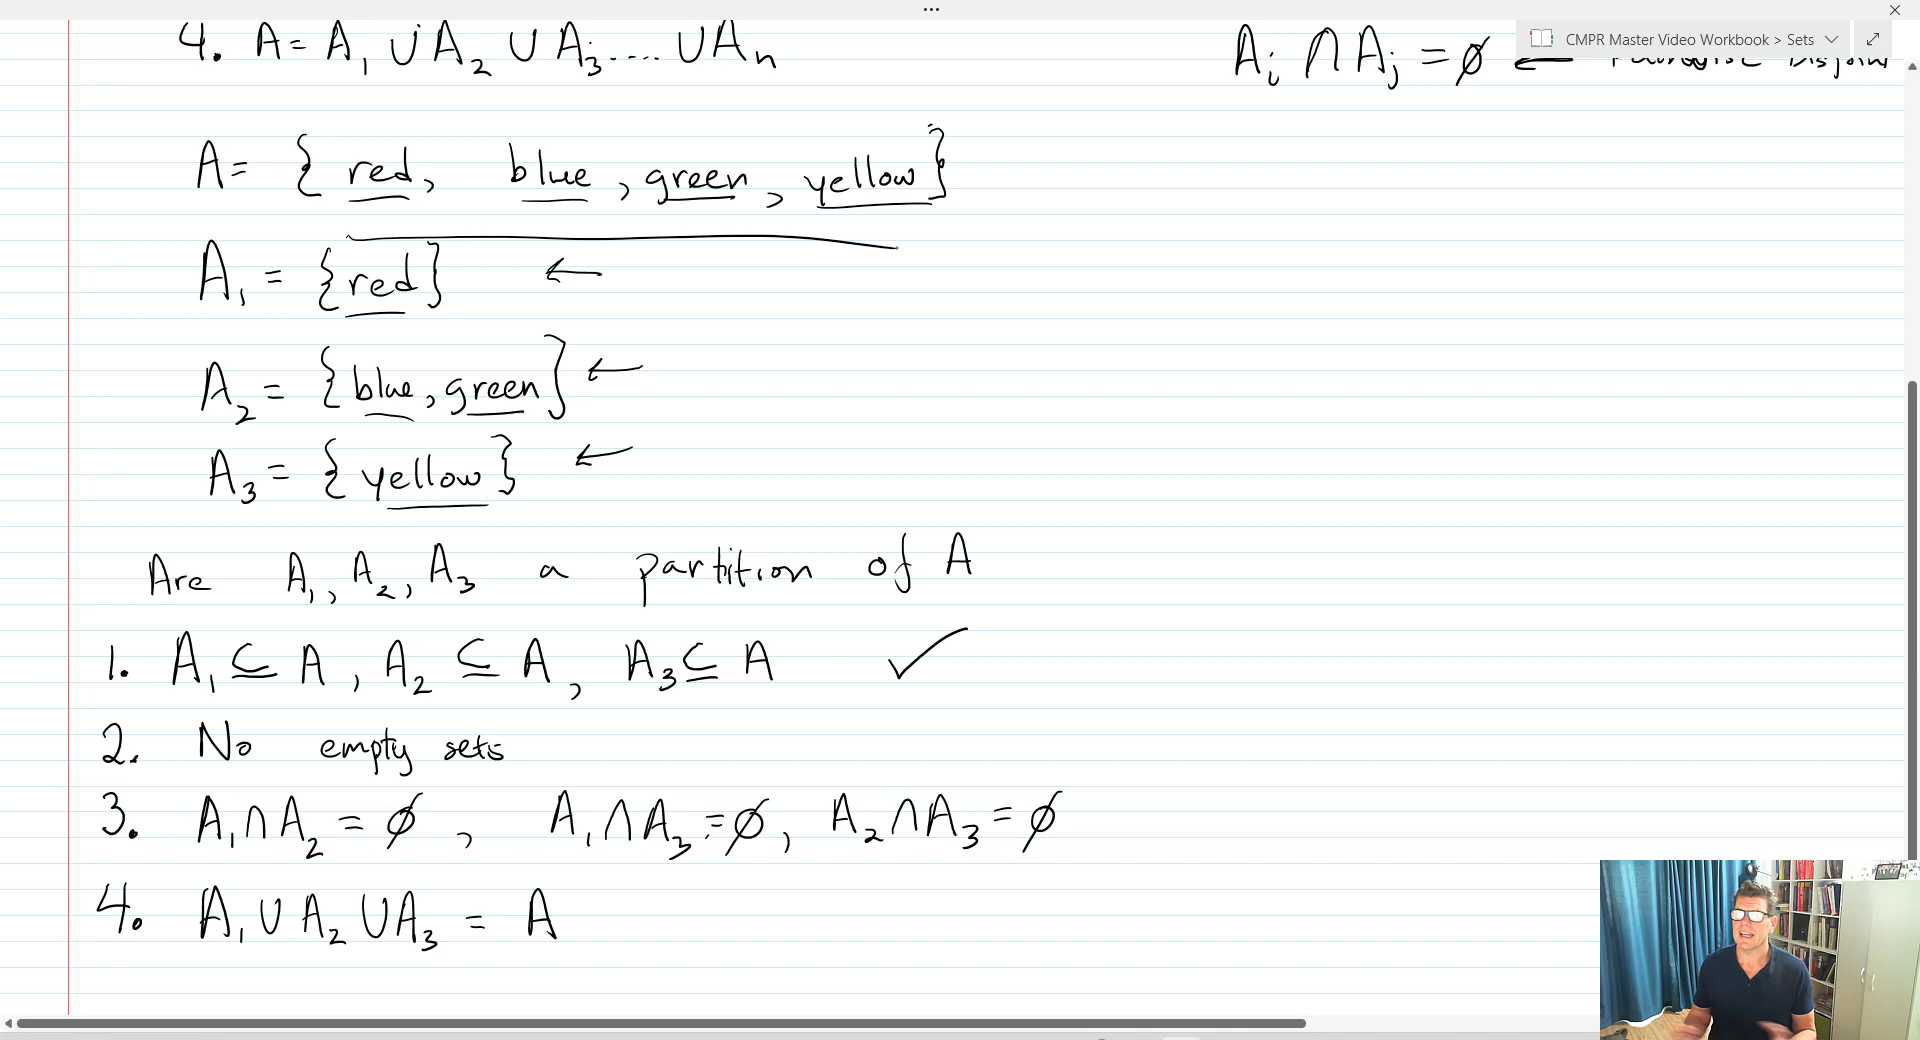 4. A = A₁ ∪ A₂ ∪ A₃ .... ∪ Aₙ
Aᵢ ∩ Aⱼ = ∅ ←
CMPR Master Video Workbook > Sets
A = { red, blue, green, yellow }
A₁ = {red} ←
A₂ = {blue, green} ←
A₃ = {yellow} ←
Are A₁, A₂, A₃ a partition of A
1. A₁ ⊆ A, A₂ ⊆ A, A₃ ⊆ A ✓
2. No empty sets
3. A₁ ∩ A₂ = ∅, A₁ ∩ A₃ = ∅, A₂ ∩ A₃ = ∅
4. A₁ ∪ A₂ ∪ A₃ = A